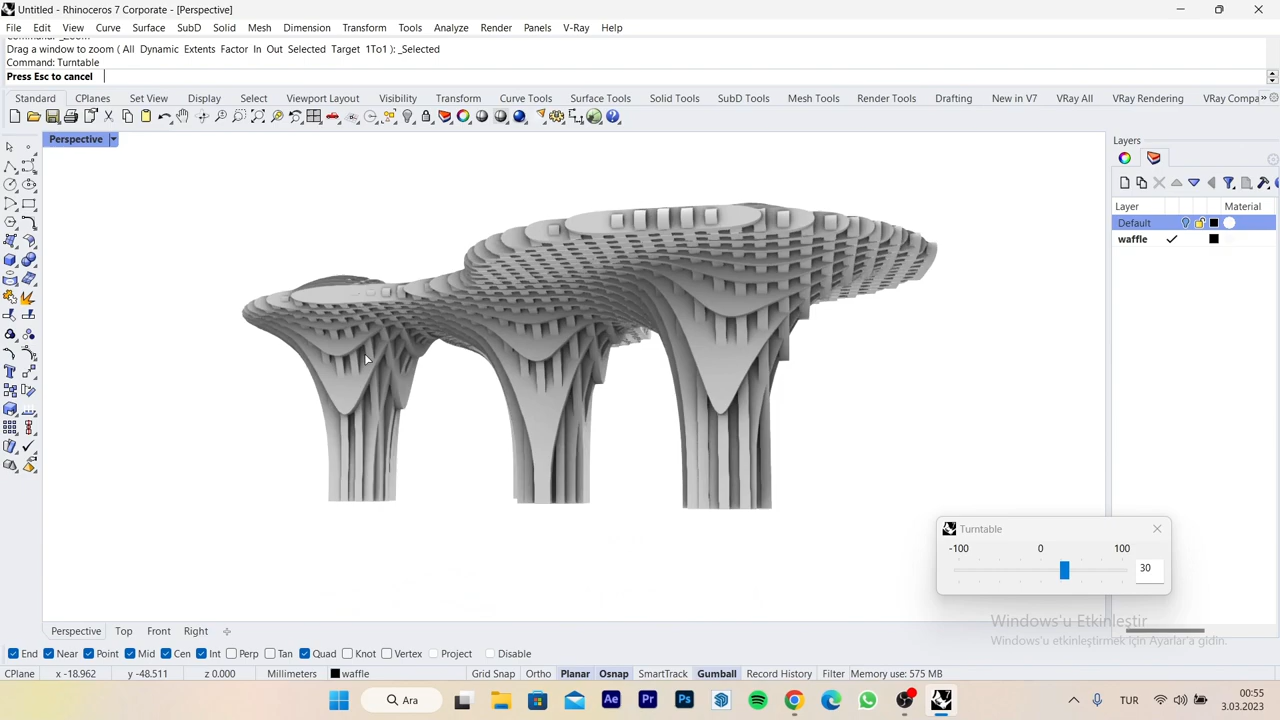 Untitled - Rhinoceros 7 Corporate - [Perspective]
File Edit View Curve Surface SubD Solid Mesh Dimension Transform Tools Analyze Render Panels V-Ray Help
Drag a window to zoom ( All Dynamic Extents Factor In Out Selected Target 1To1 ): _Selected
Command: Turntable
Press Esc to cancel
Standard CPlanes Set View Display Select Viewport Layout Visibility Transform Curve Tools Surface Tools Solid Tools SubD Tools Mesh Tools Render Tools Drafting New in V7 VRay All VRay Rendering VRay Compa
Perspective
Layers
Layer Material
Default
waffle
Turntable
-100 0 100
30
Windows'u Etkinleştir
Windows'u etkinleştirmek için Ayarlar'a gidin.
Perspective Top Front Right
End Near Point Mid Cen Int Perp Tan Quad Knot Vertex Project Disable
CPlane x -18.962 y -48.511 z 0.000 Millimeters waffle Grid Snap Ortho Planar Osnap SmartTrack Gumball Record History Filter Memory use: 575 MB
Ara
TUR
00:55
3.03.2023